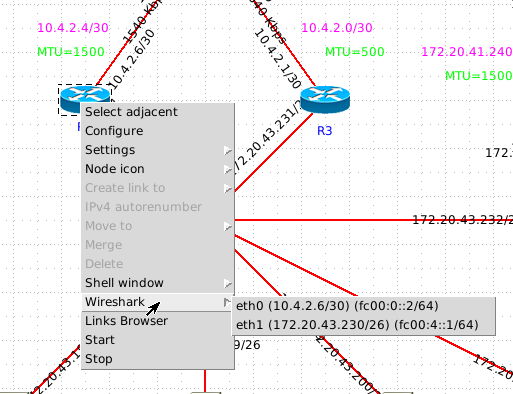 1540 Kbps
40 Kbps
10.4.2.4/30
10.4.2.0/30
MTU=1500
MTU=500
172.20.41.240
MTU=1500
10.4.2.6/30
10.4.2.1/30
R3
172.
Select adjacent
Configure
Settings
Node icon
Create link to
IPv4 autorenumber
Move to
Merge
Delete
Shell window
Wireshark
Links Browser
Start
Stop
eth0 (10.4.2.6/30) (fc00:0::2/64)
eth1 (172.20.43.230/26) (fc00:4::1/64)
2.20.43.231/
172.20.43.232/2
9/26
2.20.43.1
2.20.43.200/
172.20